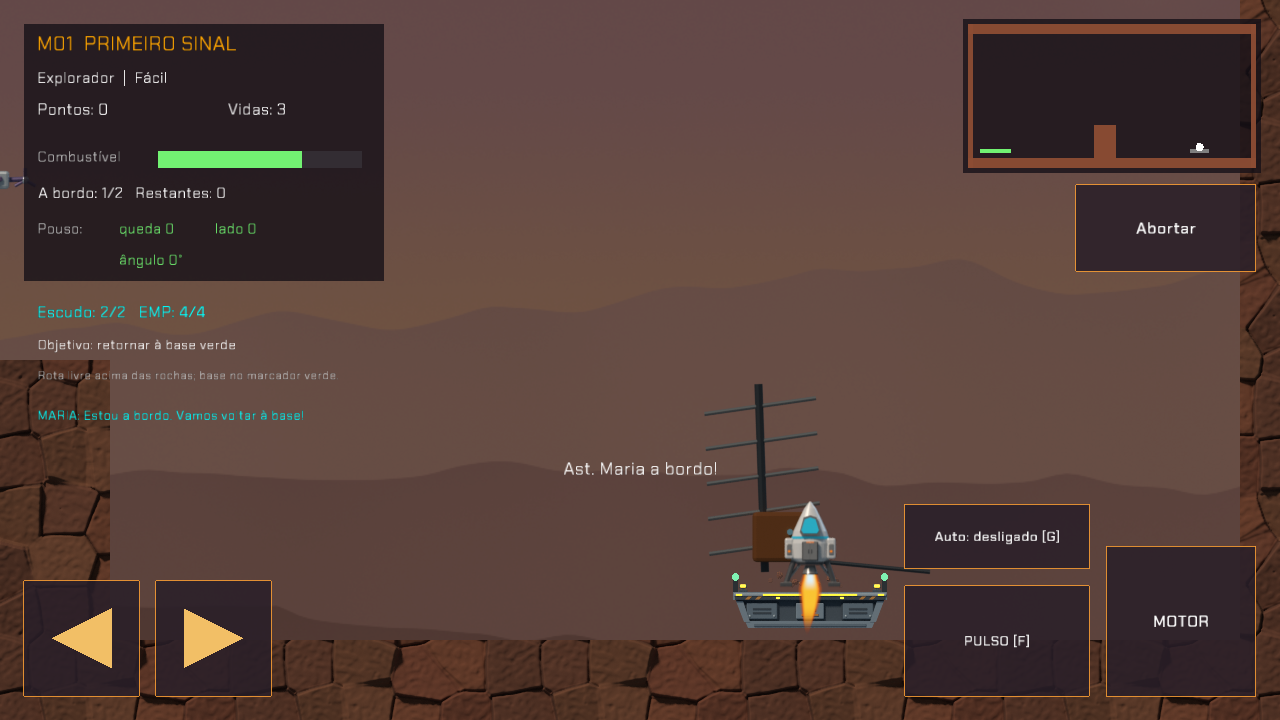 M01 PRIMEIRO SINAL
Explorador | Fácil
Pontos: 0 Vidas: 3
Combustível
A bordo: 1/2 Restantes: 0
Pouso: queda 0 lado 0
ângulo 0°
Abortar
Escudo: 2/2 EMP: 4/4
Objetivo: retornar à base verde
Rota livre acima das rochas, base no marcador verde
MARIA: Estou a bordo. Vamos voltar à base!
Ast. Maria a bordo!
Auto: desligado [G]
PULSO [F]
MOTOR